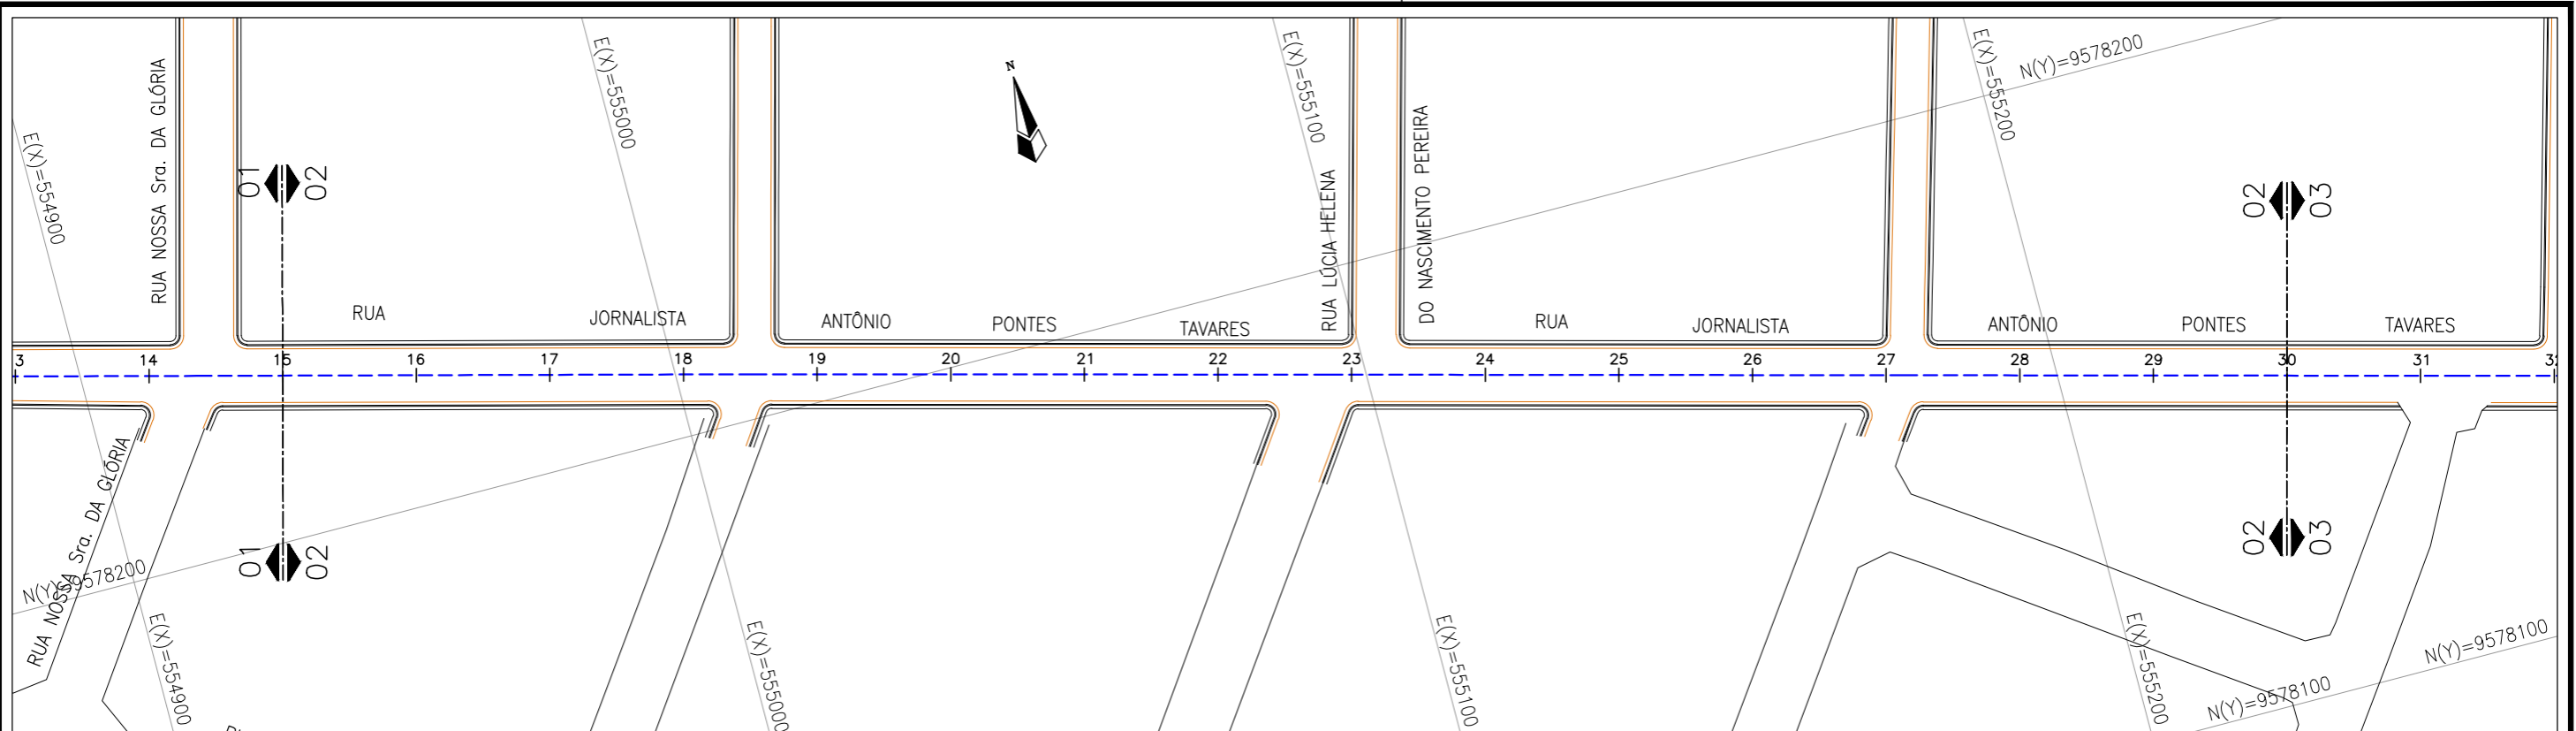 N
RUA NOSSA Sra. DA GLÓRIA
E(X)=554900
E(X)=555000
E(X)=555100
E(X)=555200
N(Y)=9578200
01
02
02
03
RUA LÚCIA HELENA
DO NASCIMENTO PEREIRA
RUA JORNALISTA ANTÔNIO PONTES TAVARES
RUA JORNALISTA ANTÔNIO PONTES TAVARES
3 14 15 16 17 18 19 20 21 22 23 24 25 26 27 28 29 30 31
RUA NOSSA Sra. DA GLÓRIA
N(Y)=9578200
01
02
02
03
E(X)=554900
E(X)=555000
E(X)=555100
E(X)=555200
N(Y)=9578100
N(Y)=9578100